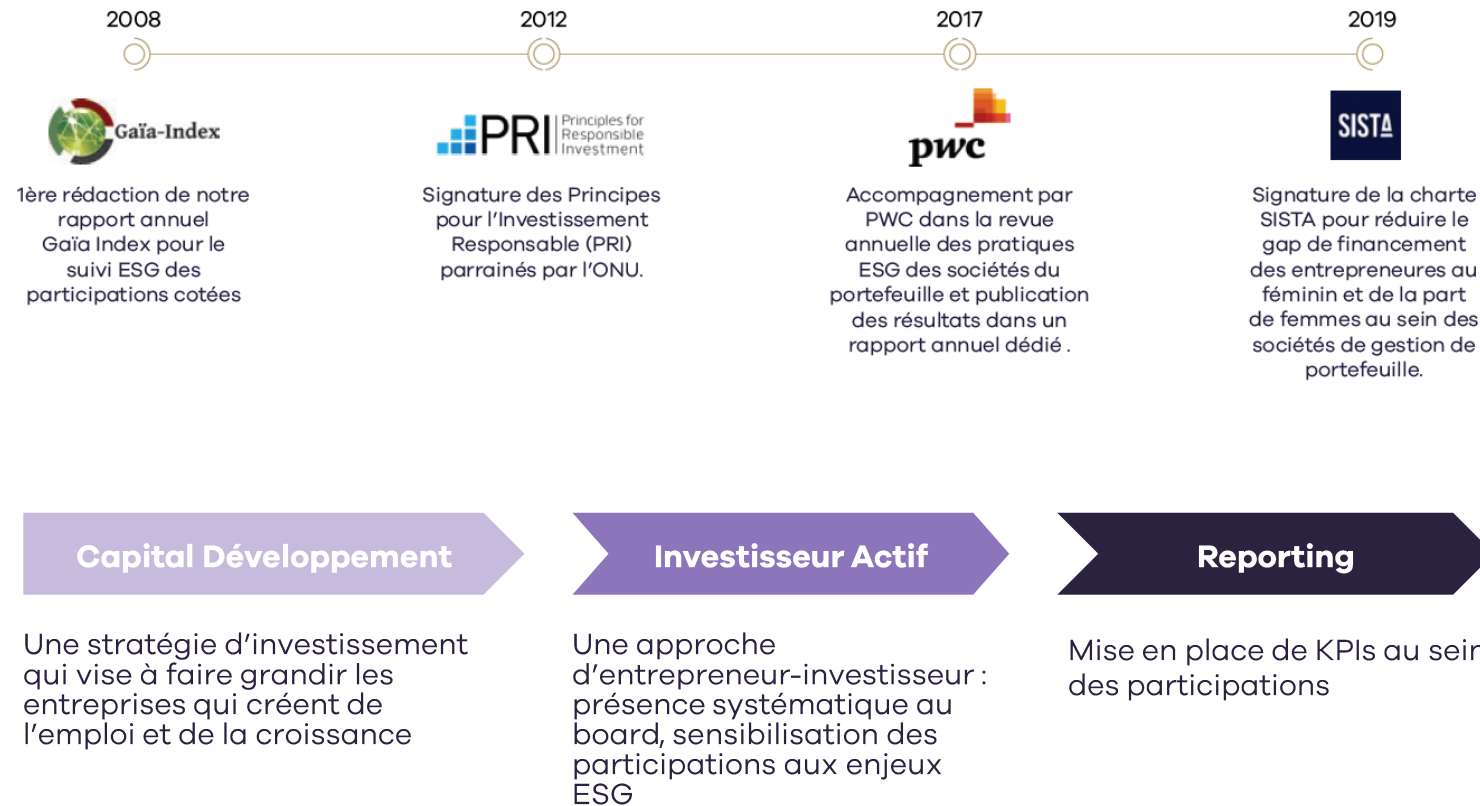 2008
2012
2017
2019
Gaïa-Index
PRI
Principles for
Responsible
Investment
pwc
SISTA
1ère rédaction de notre
rapport annuel
Gaïa Index pour le
suivi ESG des
participations cotées
Signature des Principes
pour l'Investissement
Responsable (PRI)
parrainés par l'ONU.
Accompagnement par
PWC dans la revue
annuelle des pratiques
ESG des sociétés du
portefeuille et publication
des résultats dans un
rapport annuel dédié .
Signature de la charte
SISTA pour réduire le
gap de financement
des entrepreneures au
féminin et de la part
de femmes au sein des
sociétés de gestion de
portefeuille.
Capital Développement
Investisseur Actif
Reporting
Une stratégie d'investissement
qui vise à faire grandir les
entreprises qui créent de
l'emploi et de la croissance
Une approche
d'entrepreneur-investisseur :
présence systématique au
board, sensibilisation des
participations aux enjeux
ESG
Mise en place de KPIs au sein
des participations